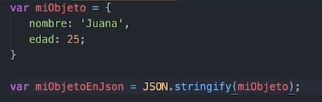 var miObjeto = {
nombre: 'Juana',
edad: 25;
}
var miObjetoEnJson = JSON.stringify(miObjeto);